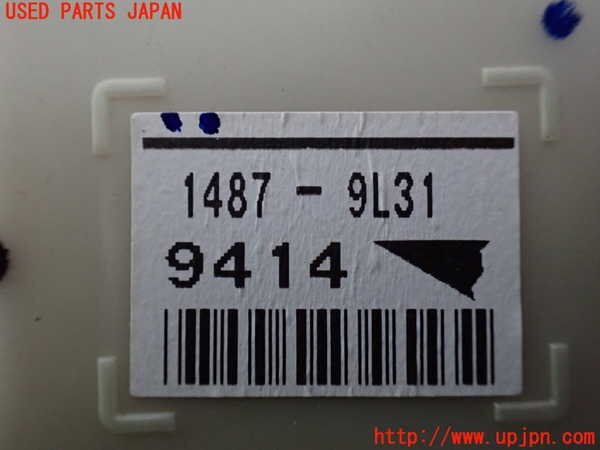 USED PARTS JAPAN
1487 - 9L31
9414
http://www.upjpn.com